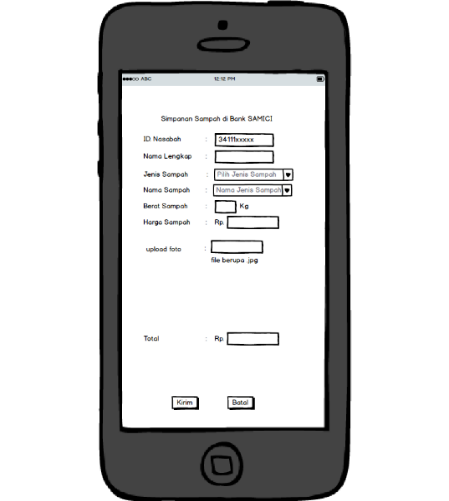 ●●●○○ ABC 12:12 PM
Simpanan Sampah di Bank SAMICI
ID Nasabah : 3411xxxxx
Nama Lengkap :
Jenis Sampah : Pilih Jenis Sampah
Nama Sampah : Nama Jenis Sampah
Berat Sampah : Kg
Harga Sampah : Rp.
upload foto :
file berupa .jpg
Total : Rp.
Kirim Batal